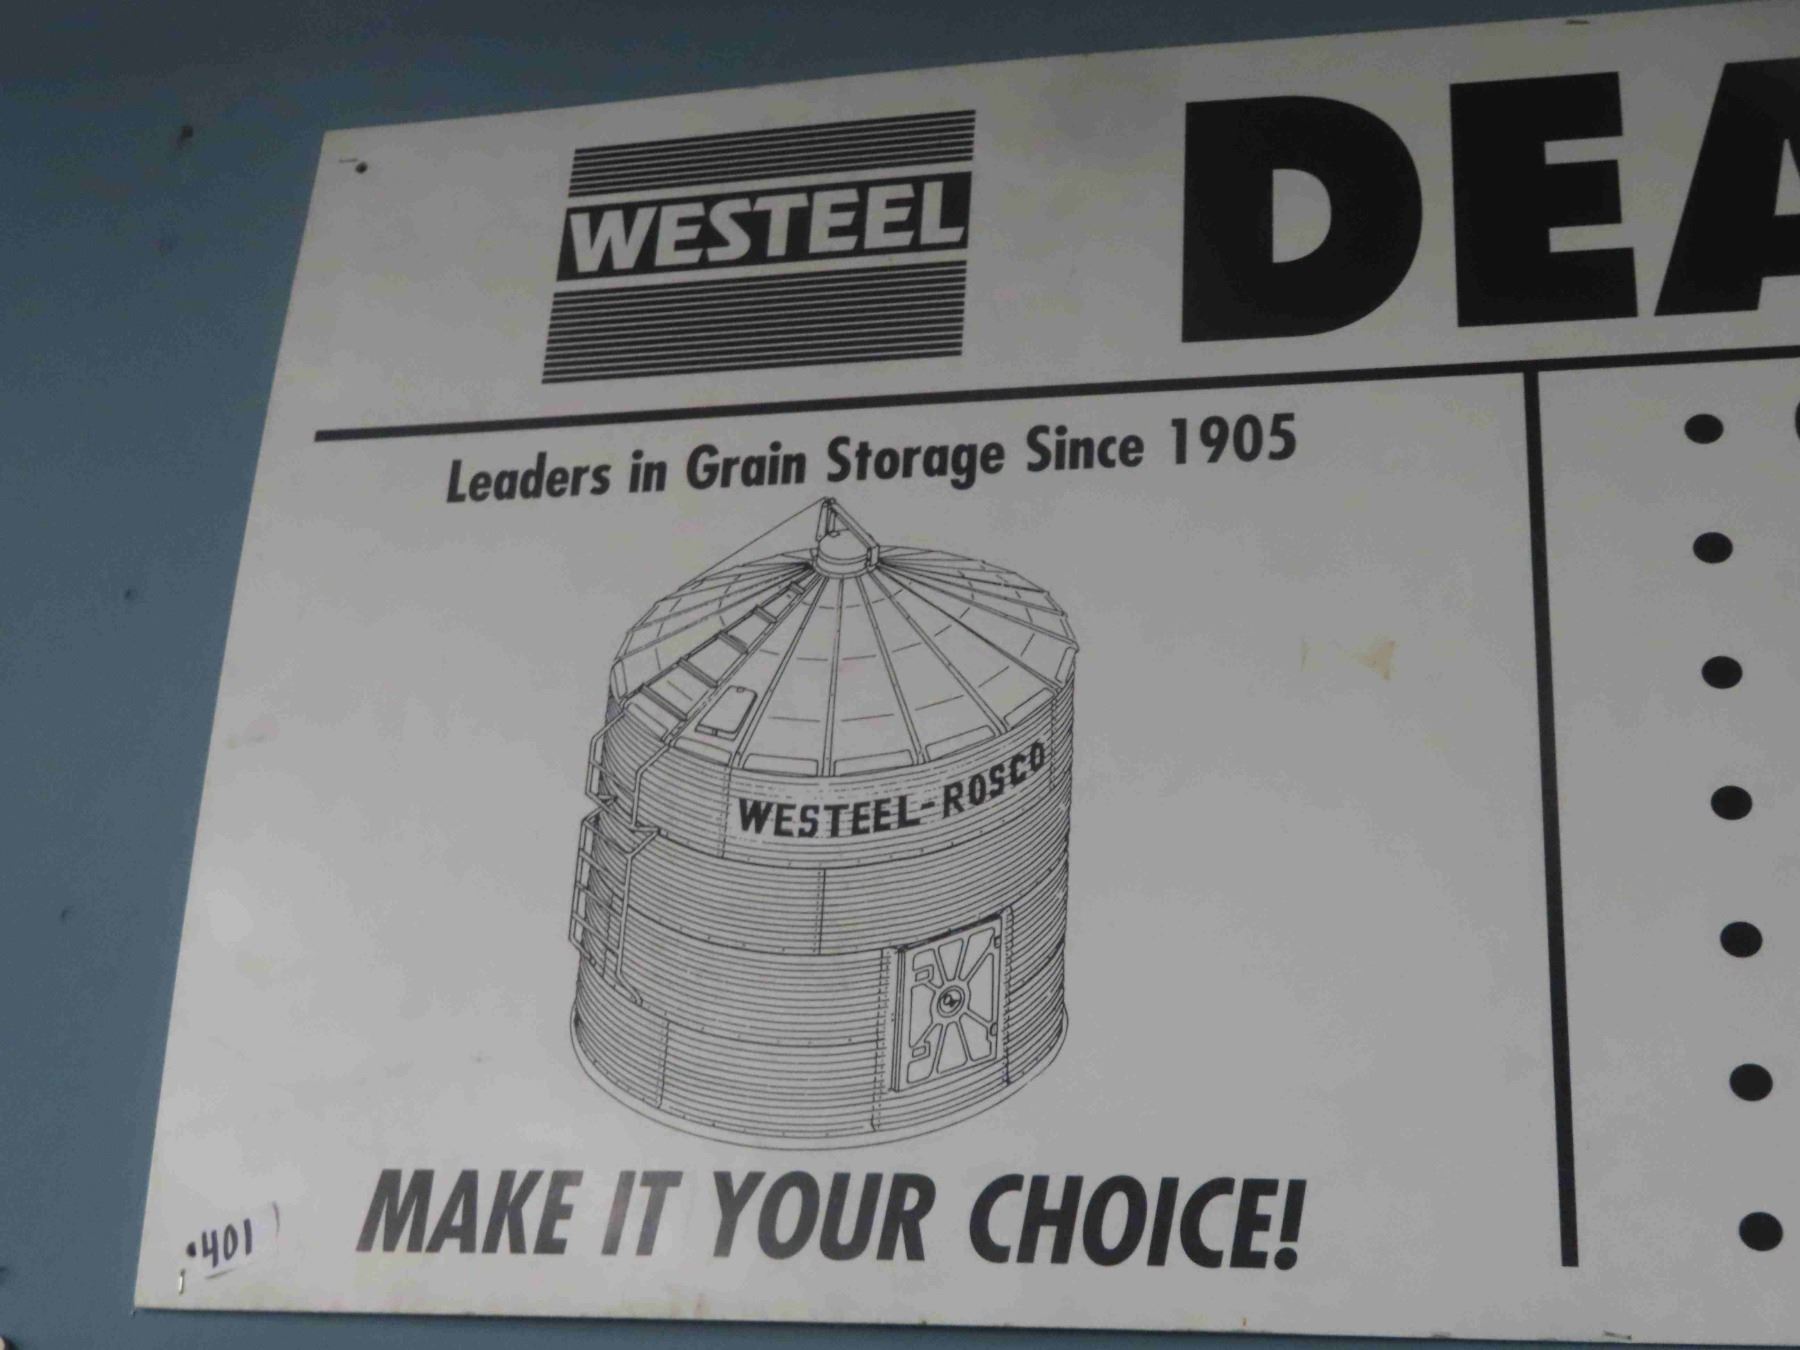 WESTEEL
DEA
Leaders in Grain Storage Since 1905
WESTEEL-ROSCO
MAKE IT YOUR CHOICE!
401